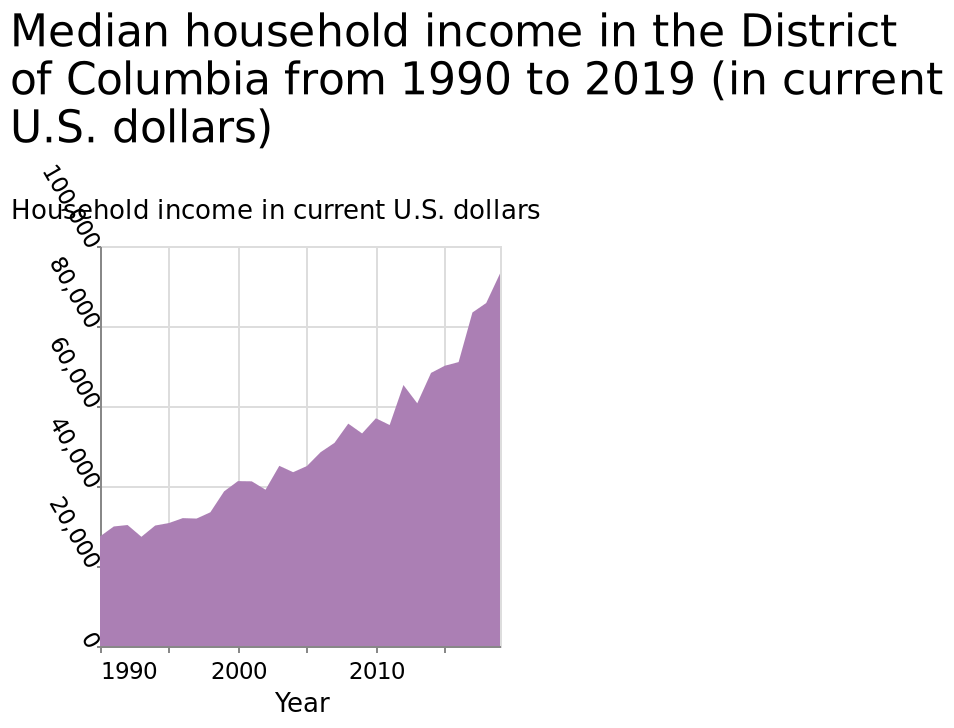 Median household income in the District
of Columbia from 1990 to 2019 (in current
U.S. dollars)
Household income in current U.S. dollars
100,000
80,000
60,000
40,000
20,000
0
1990 2000 2010
Year